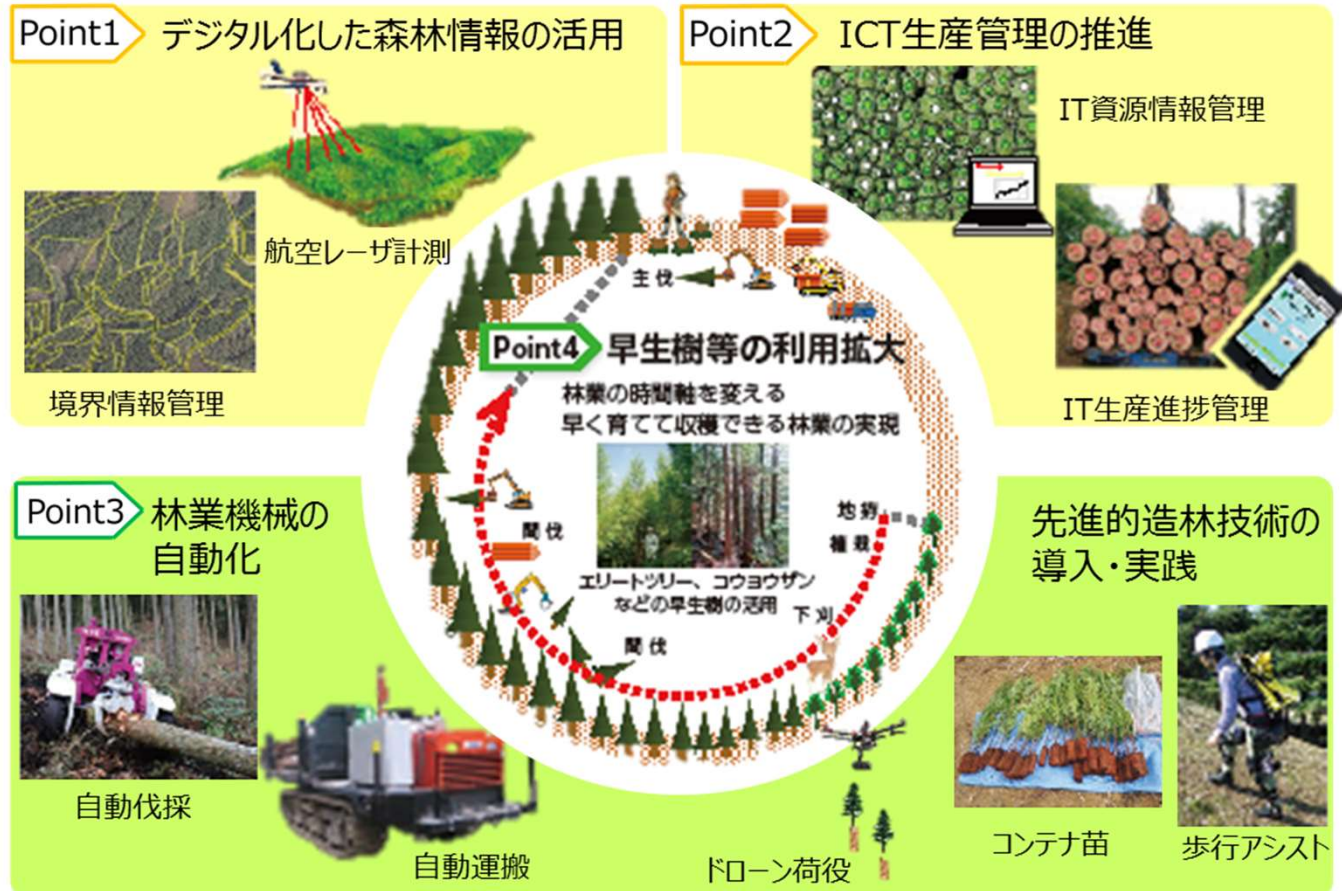 Point1 デジタル化した森林情報の活用
航空レーザ計測
境界情報管理
Point2 ICT生産管理の推進
IT資源情報管理
IT生産進捗管理
Point4 早生樹等の利用拡大
林業の時間軸を変える
早く育てて収穫できる林業の実現
エリートツリー、コウヨウザン
などの早生樹の活用
主伐
地拵
植栽
下刈
間伐
間伐
Point3 林業機械の
自動化
自動伐採
自動運搬
ドローン荷役
先進的造林技術の
導入・実践
コンテナ苗
歩行アシスト